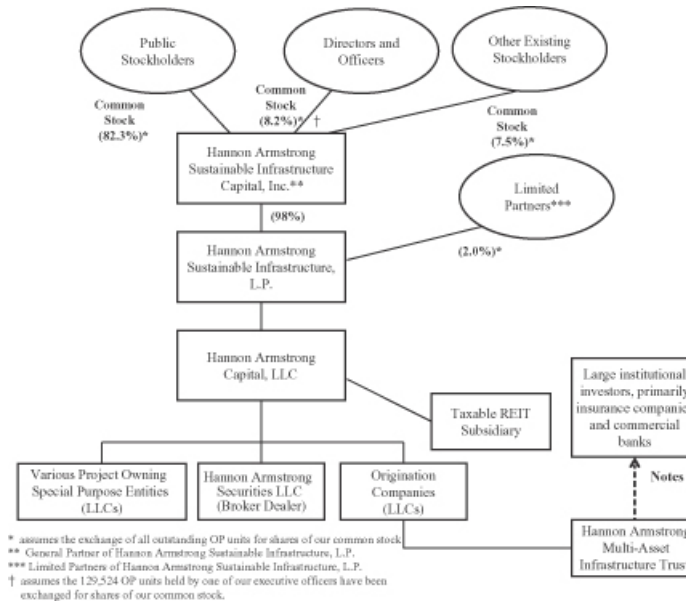 Public
Stockholders
Directors and
Officers
Other Existing
Stockholders
Common
Stock
(82.3%)*
Common
Stock
(8.2%)* †
Common
Stock
(7.5%)*
Hannon Armstrong
Sustainable Infrastructure
Capital, Inc.**
Limited
Partners***
(98%)
(2.0%)*
Hannon Armstrong
Sustainable Infrastructure,
L.P.
Hannon Armstrong
Capital, LLC
Taxable REIT
Subsidiary
Large institutional
investors, primarily
insurance companie
and commercial
banks
Notes
Various Project Owning
Special Purpose Entities
(LLCs)
Hannon Armstrong
Securities LLC
(Broker Dealer)
Origination
Companies
(LLCs)
Hannon Armstrong
Multi-Asset
Infrastructure Trus
* assumes the exchange of all outstanding OP units for shares of our common stock
** General Partner of Hannon Armstrong Sustainable Infrastructure, L.P.
*** Limited Partners of Hannon Armstrong Sustainable Infrastructure, L.P.
† assumes the 129,524 OP units held by one of our executive officers have been
exchanged for shares of our common stock.